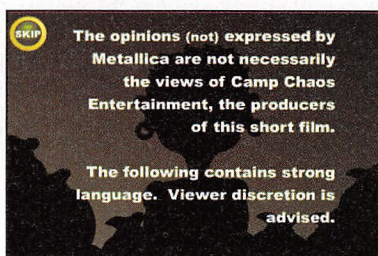 SKIP
The opinions (not) expressed by
Metallica are not necessarily
the views of Camp Chaos
Entertainment, the producers
of this short film.
The following contains strong
language. Viewer discretion is
advised.